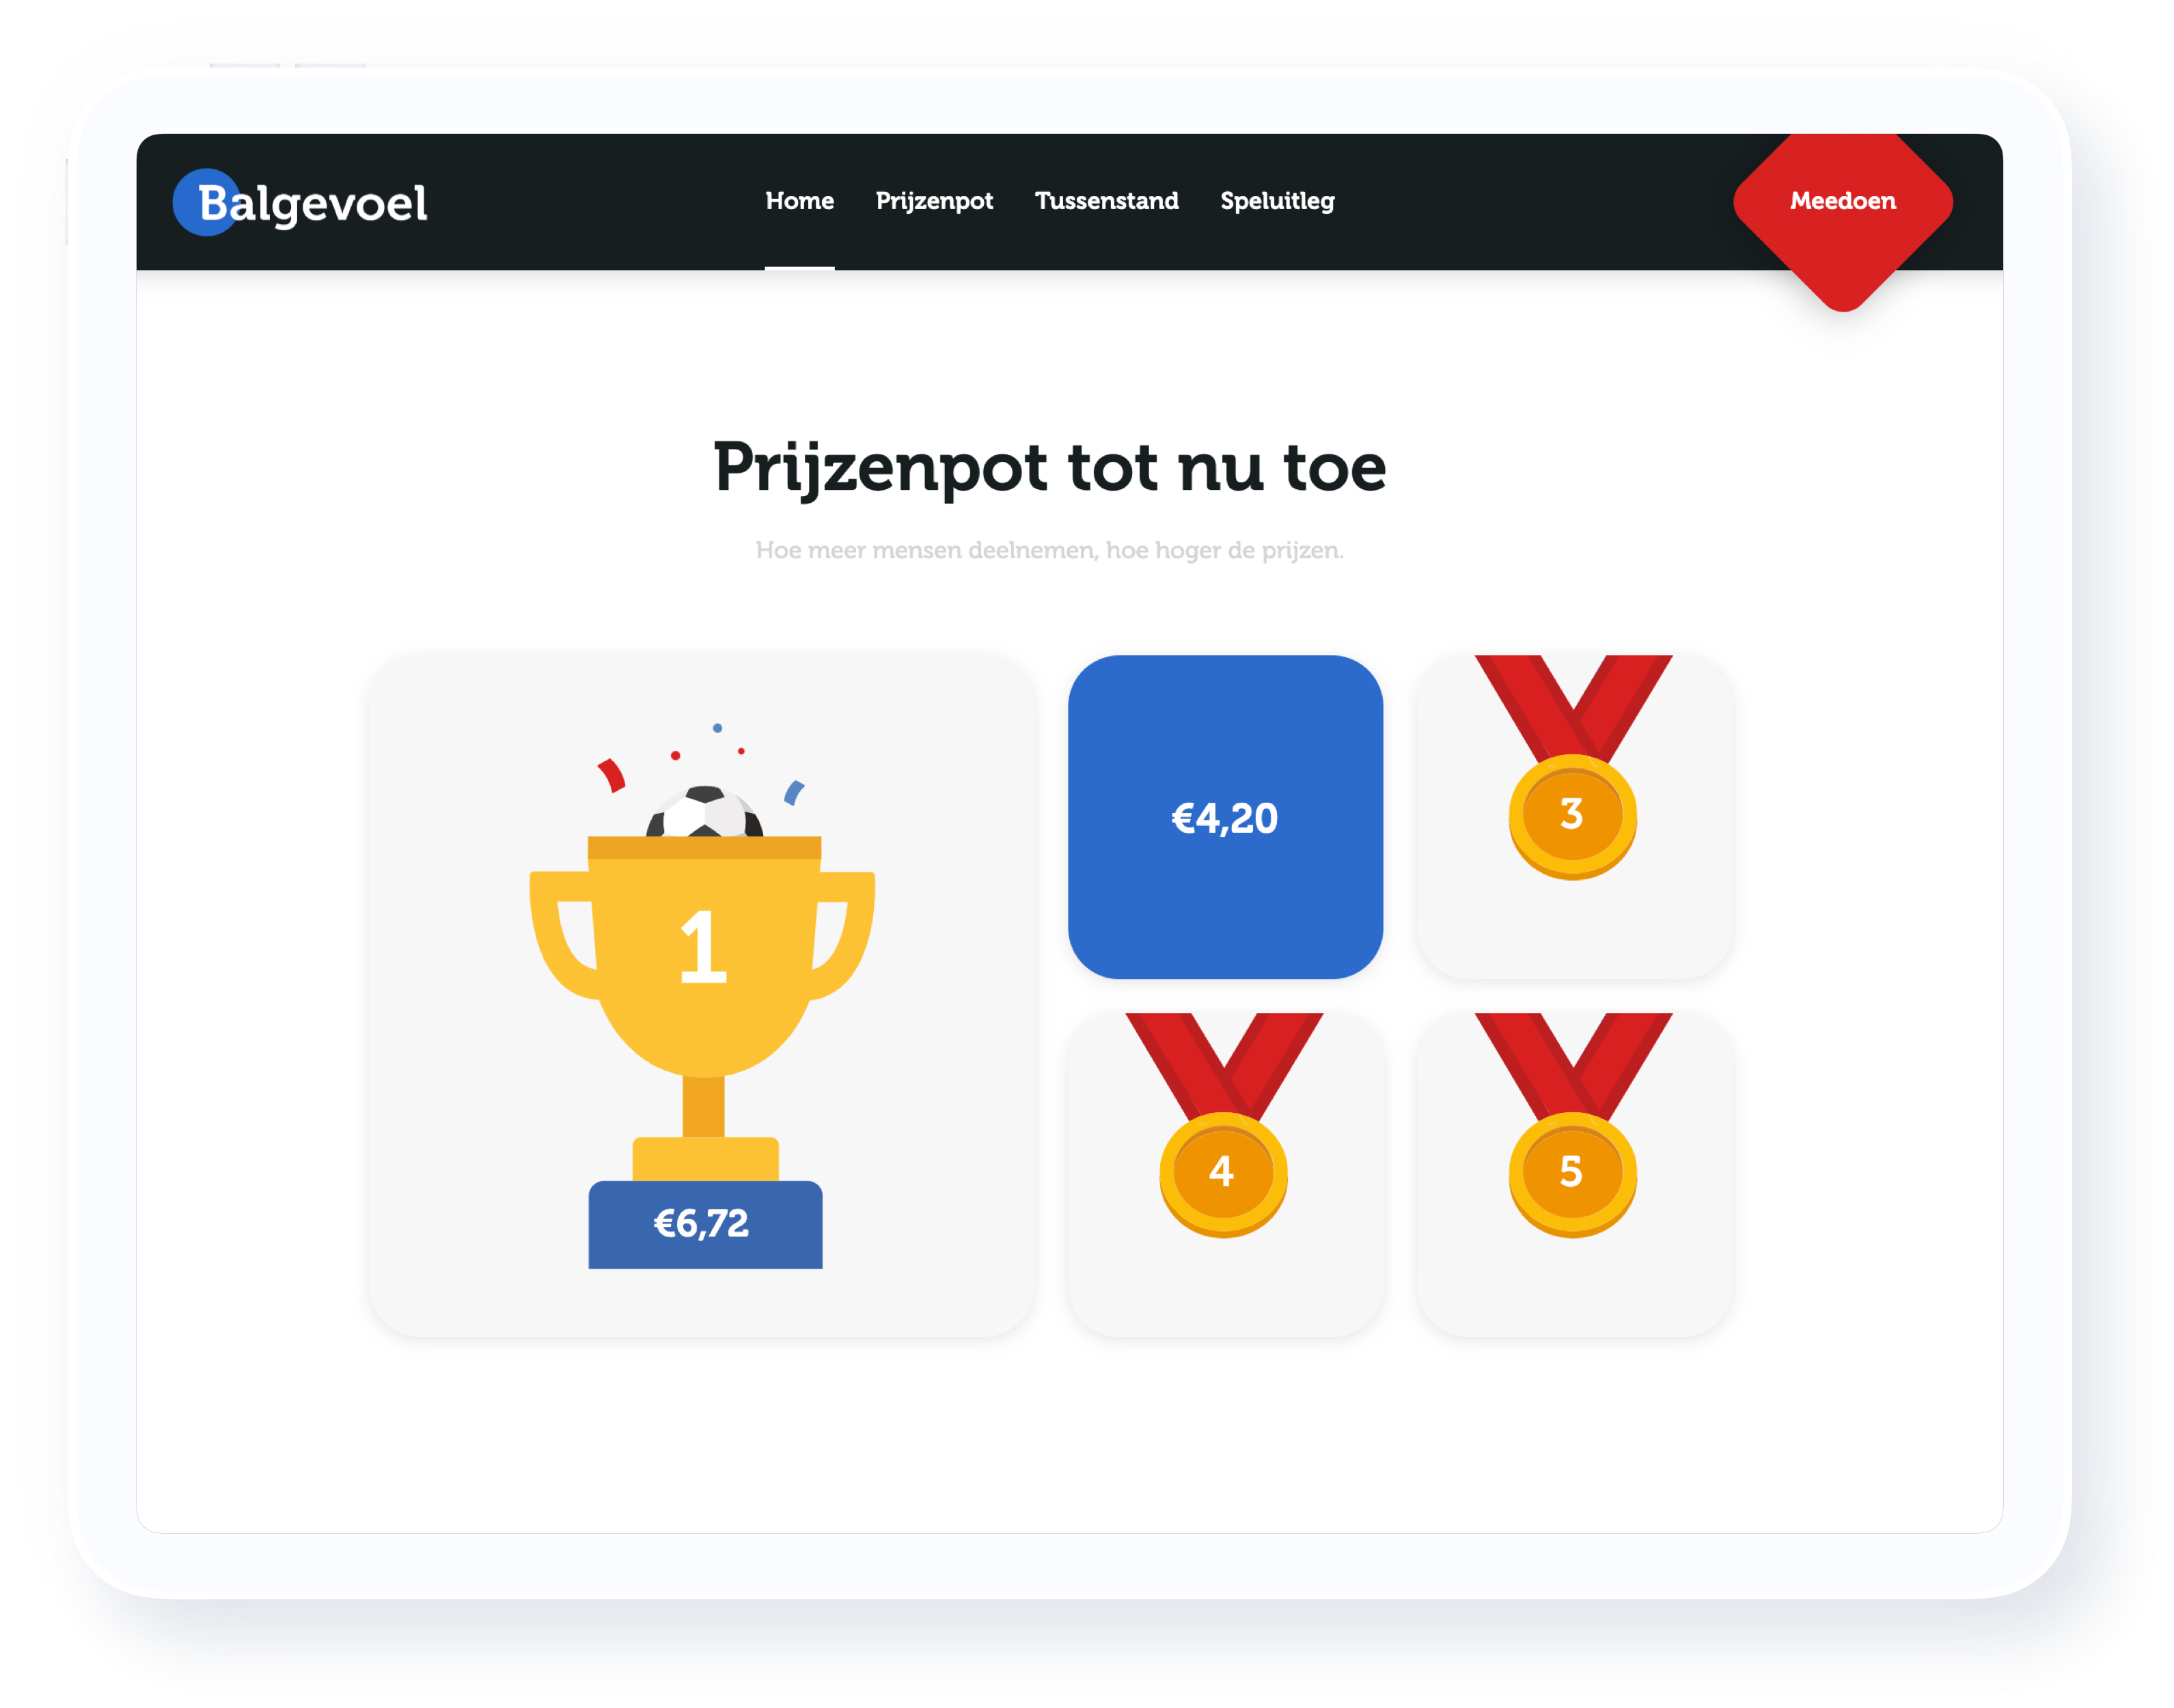 Balgevoel
Home Prijzenpot Tussenstand Speluitleg
Meedoen
Prijzenpot tot nu toe
Hoe meer mensen deelnemen, hoe hoger de prijzen.
1
€6,72
€4,20
3
4
5